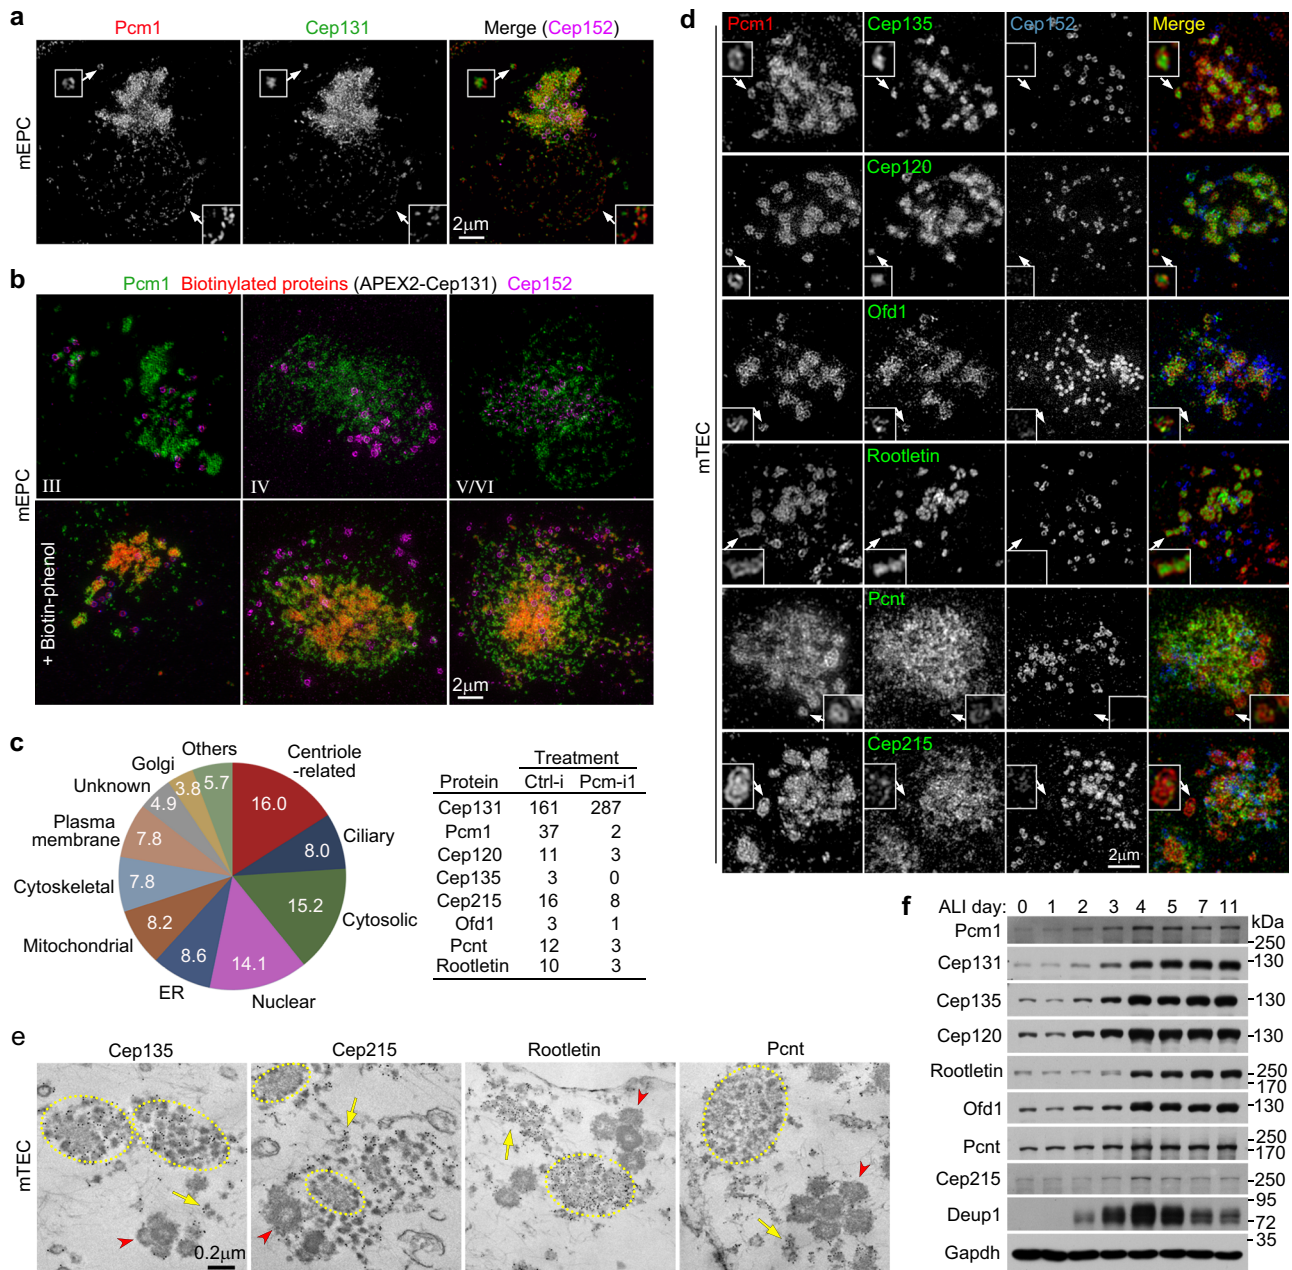 a
Pcm1 Cep131 Merge (Cep152)
mEPC
2μm
b
Pcm1 Biotinylated proteins (APEX2-Cep131) Cep152
mEPC
III IV V/VI
+ Biotin-phenol
2μm
c
Others
Golgi
Unknown
Plasma membrane
Cytoskeletal
Mitochondrial
ER
Nuclear
Cytosolic
Ciliary
Centriole -related
5.7
3.8
4.9
7.8
7.8
8.2
8.6
14.1
15.2
8.0
16.0
Treatment
Protein Ctrl-i Pcm-i1
Cep131 161 287
Pcm1 37 2
Cep120 11 3
Cep135 3 0
Cep215 16 8
Ofd1 3 1
Pcnt 12 3
Rootletin 10 3
d
Pcm1 Cep135 Cep152 Merge
Cep120
Ofd1
mTEC
Rootletin
Pcnt
Cep215
2μm
e
Cep135 Cep215 Rootletin Pcnt
mTEC
0.2μm
f
ALI day: 0 1 2 3 4 5 7 11 kDa
Pcm1 250
Cep131 130
Cep135 130
Cep120 130
Rootletin 250 170
Ofd1 130
Pcnt 250 170
Cep215 250
Deup1 95 72
Gapdh 35